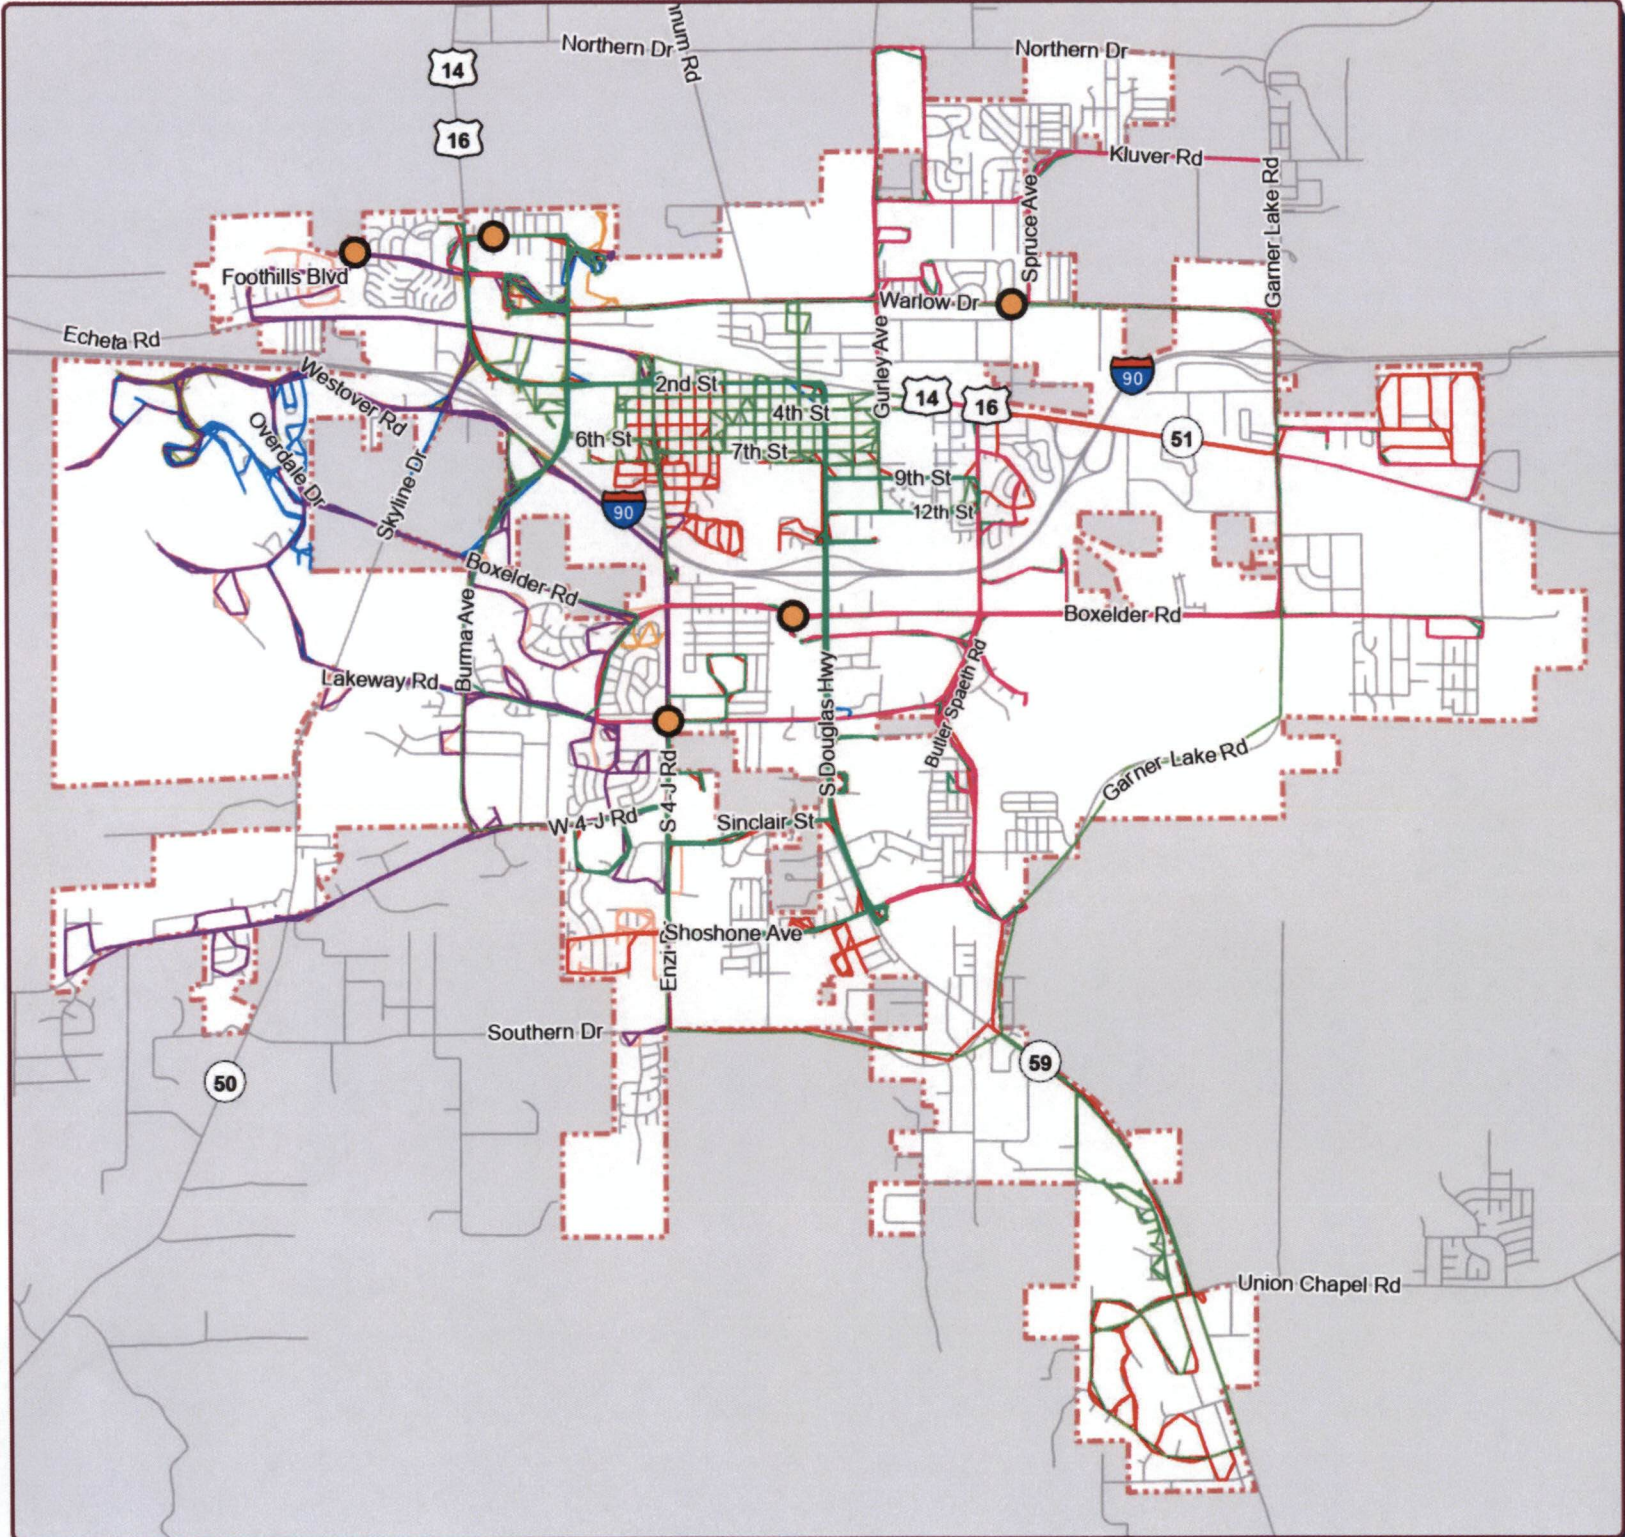 Northern Dr
Northern Dr
14
16
Kluver Rd
Spruce Ave
Garner Lake Rd
Foothills Blvd
Warlow Dr
Echeta Rd
Westover Rd
Gurley Ave
90
2nd St
14
16
4th St
51
Overdale Dr
6th St
7th St
Skyline Dr
9th St
90
12th St
Boxelder Rd
Burma Ave
Boxelder Rd
Lakeway Rd
S Douglas Hwy
Butler Spaeth Rd
S 4-J Rd
Garner Lake Rd
W 4-J Rd
Sinclair St
Shoshone Ave
Southern Dr
59
50
Union Chapel Rd